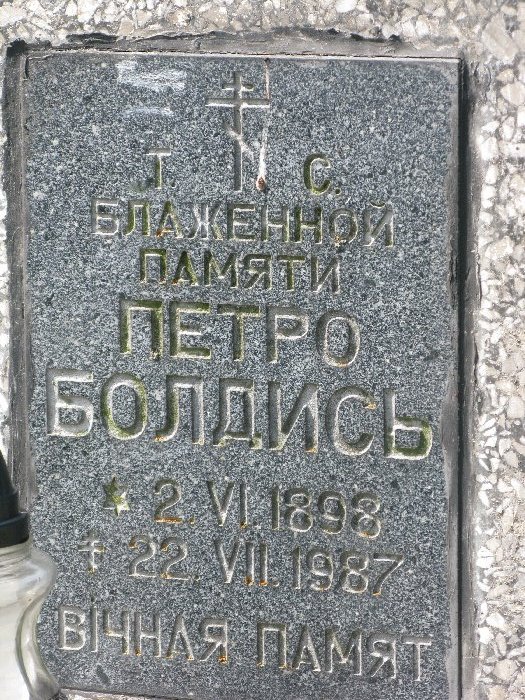 Т. С.
БЛАЖЕННОЙ
ПАМЯТИ
ПЕТРО
БОЛДИСЬ
* 2. VI. 1898
† 22. VII. 1987
ВІЧНАЯ ПАМЯТ